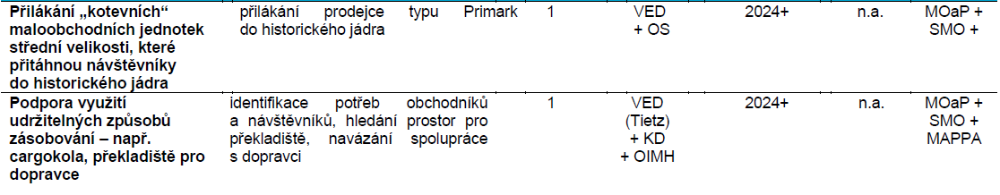 Přilákání „kotevních“ přilákání prodejce typu Primark 1 VED 2024+ n.a. MOaP +
maloobchodních jednotek do historického jádra + OS SMO +
střední velikosti, které
přitáhnou návštěvníky
do historického jádra
Podpora využití identifikace potřeb obchodníků 1 VED 2024+ n.a. MOaP +
udržitelných způsobů a návštěvníků, hledání prostor pro (Tietz) SMO +
zásobování – např. překladiště, navázání spolupráce + KD MAPPA
cargokola, překladiště pro s dopravci + OIMH
dopravce